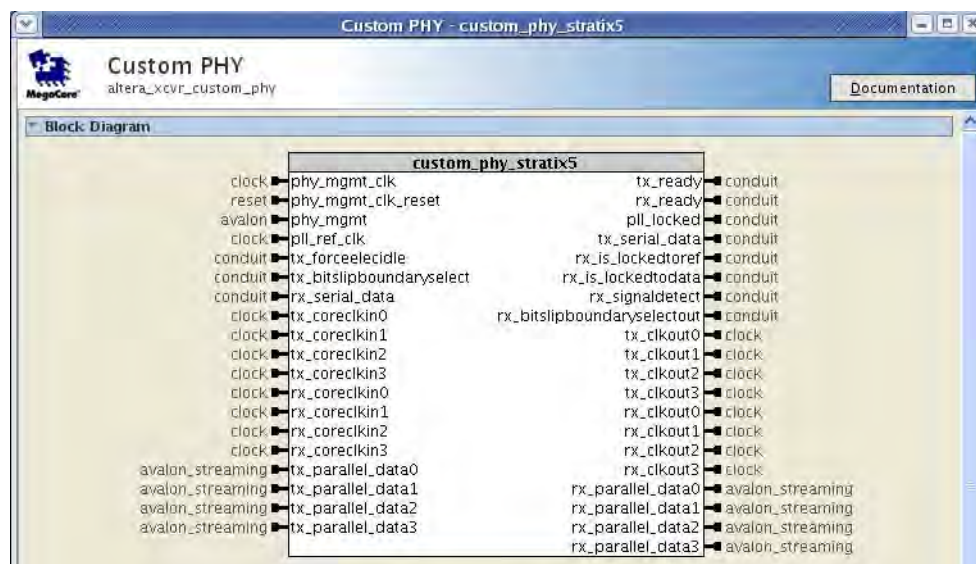 Custom PHY - custom_phy_stratix5
MegaCore®
Custom PHY
altera_xcvr_custom_phy
Documentation
Block Diagram
custom_phy_stratix5
clock phy_mgmt_clk tx_ready conduit
reset phy_mgmt_clk_reset rx_ready conduit
avalon phy_mgmt pll_locked conduit
clock pll_ref_clk tx_serial_data conduit
conduit tx_forceelecidle rx_is_lockedtoref conduit
conduit tx_bitslipboundaryselect rx_is_lockedtodata conduit
conduit rx_serial_data rx_signaldetect conduit
clock tx_coreclkin0 rx_bitslipboundaryselectout conduit
clock tx_coreclkin1 tx_clkout0 clock
clock tx_coreclkin2 tx_clkout1 clock
clock tx_coreclkin3 tx_clkout2 clock
clock rx_coreclkin0 tx_clkout3 clock
clock rx_coreclkin1 rx_clkout0 clock
clock rx_coreclkin2 rx_clkout1 clock
clock rx_coreclkin3 rx_clkout2 clock
avalon_streaming tx_parallel_data0 rx_clkout3 clock
avalon_streaming tx_parallel_data1 rx_parallel_data0 avalon_streaming
avalon_streaming tx_parallel_data2 rx_parallel_data1 avalon_streaming
avalon_streaming tx_parallel_data3 rx_parallel_data2 avalon_streaming
rx_parallel_data3 avalon_streaming